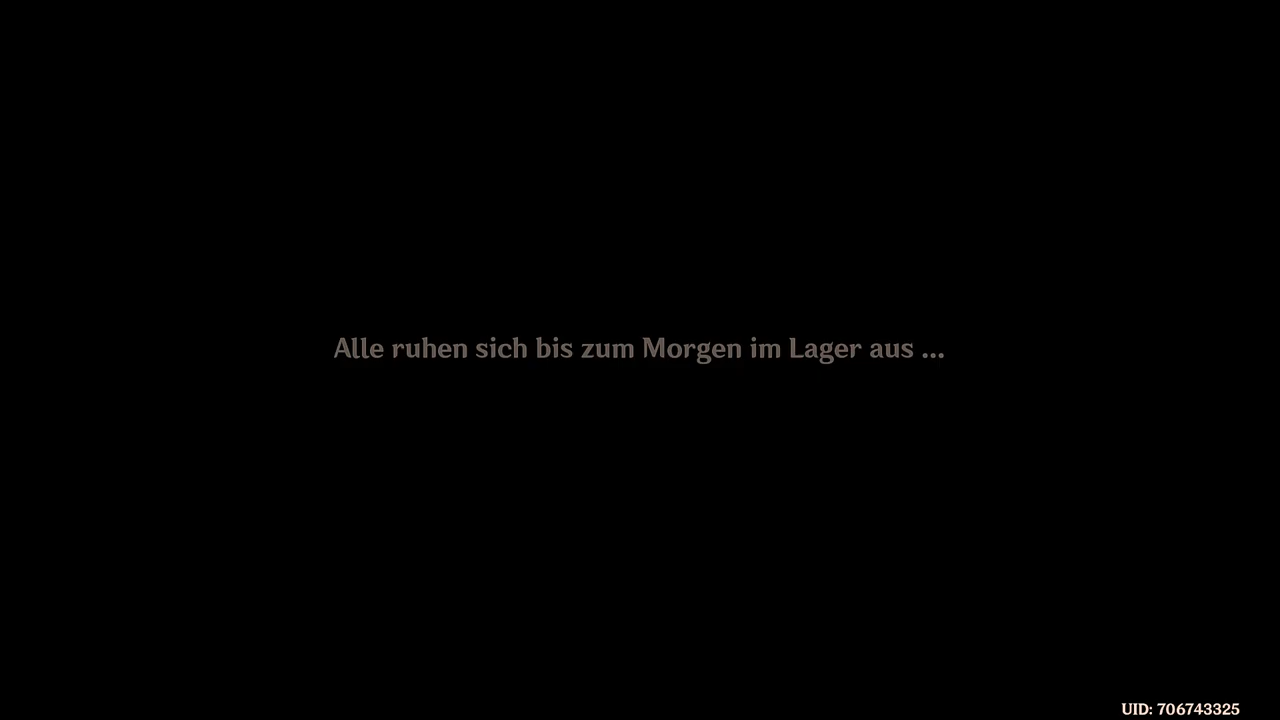 Alle ruhen sich bis zum Morgen im Lager aus ...
UID: 706743325